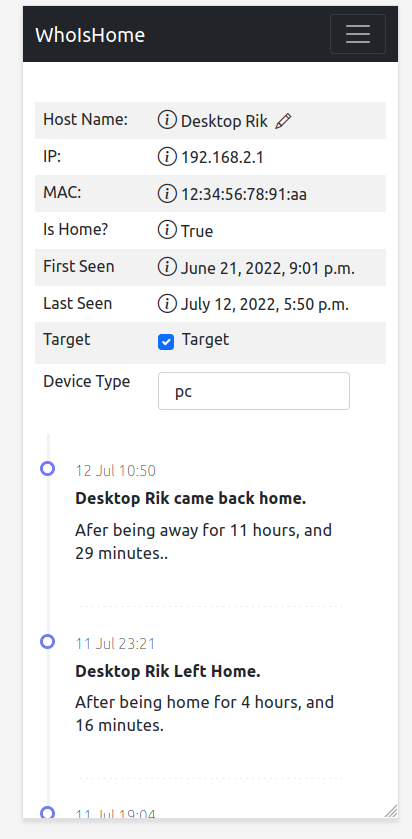 WhoIsHome
Host Name: Desktop Rik
IP: 192.168.2.1
MAC: 12:34:56:78:91:aa
Is Home? True
First Seen June 21, 2022, 9:01 p.m.
Last Seen July 12, 2022, 5:50 p.m.
Target Target
Device Type pc
12 Jul 10:50
Desktop Rik came back home.
Afer being away for 11 hours, and
29 minutes..
11 Jul 23:21
Desktop Rik Left Home.
After being home for 4 hours, and
16 minutes.
11 Jul 19:04